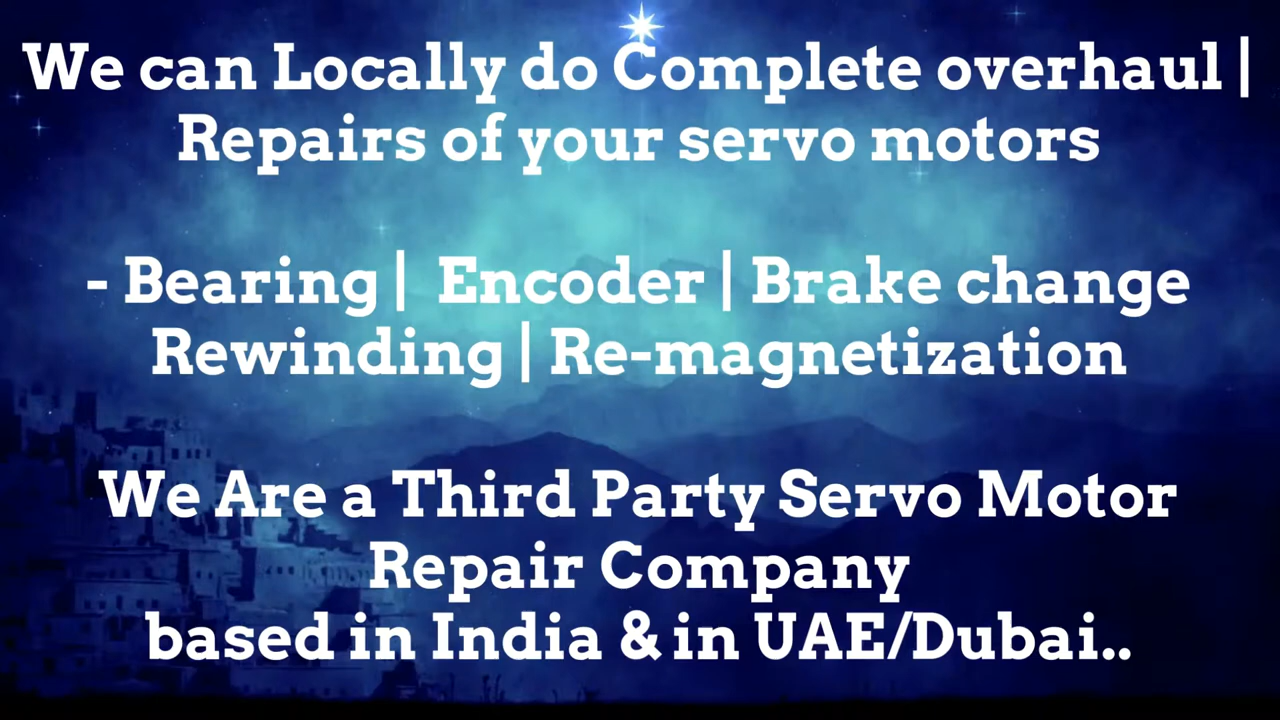 We can Locally do Complete overhaul |
Repairs of your servo motors
- Bearing | Encoder | Brake change
Rewinding | Re-magnetization
We Are a Third Party Servo Motor
Repair Company
based in India & in UAE/Dubai..